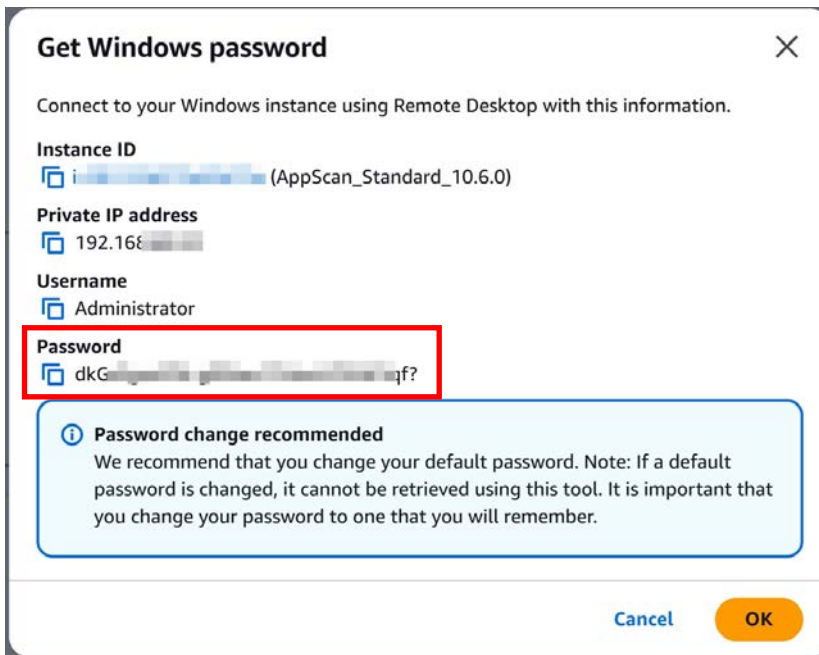 Get Windows password
Connect to your Windows instance using Remote Desktop with this information.
Instance ID
(AppScan_Standard_10.6.0)
Private IP address
192.168
Username
Administrator
Password
Password change recommended
We recommend that you change your default password. Note: If a default
password is changed, it cannot be retrieved using this tool. It is important that
you change your password to one that you will remember.
Cancel
OK